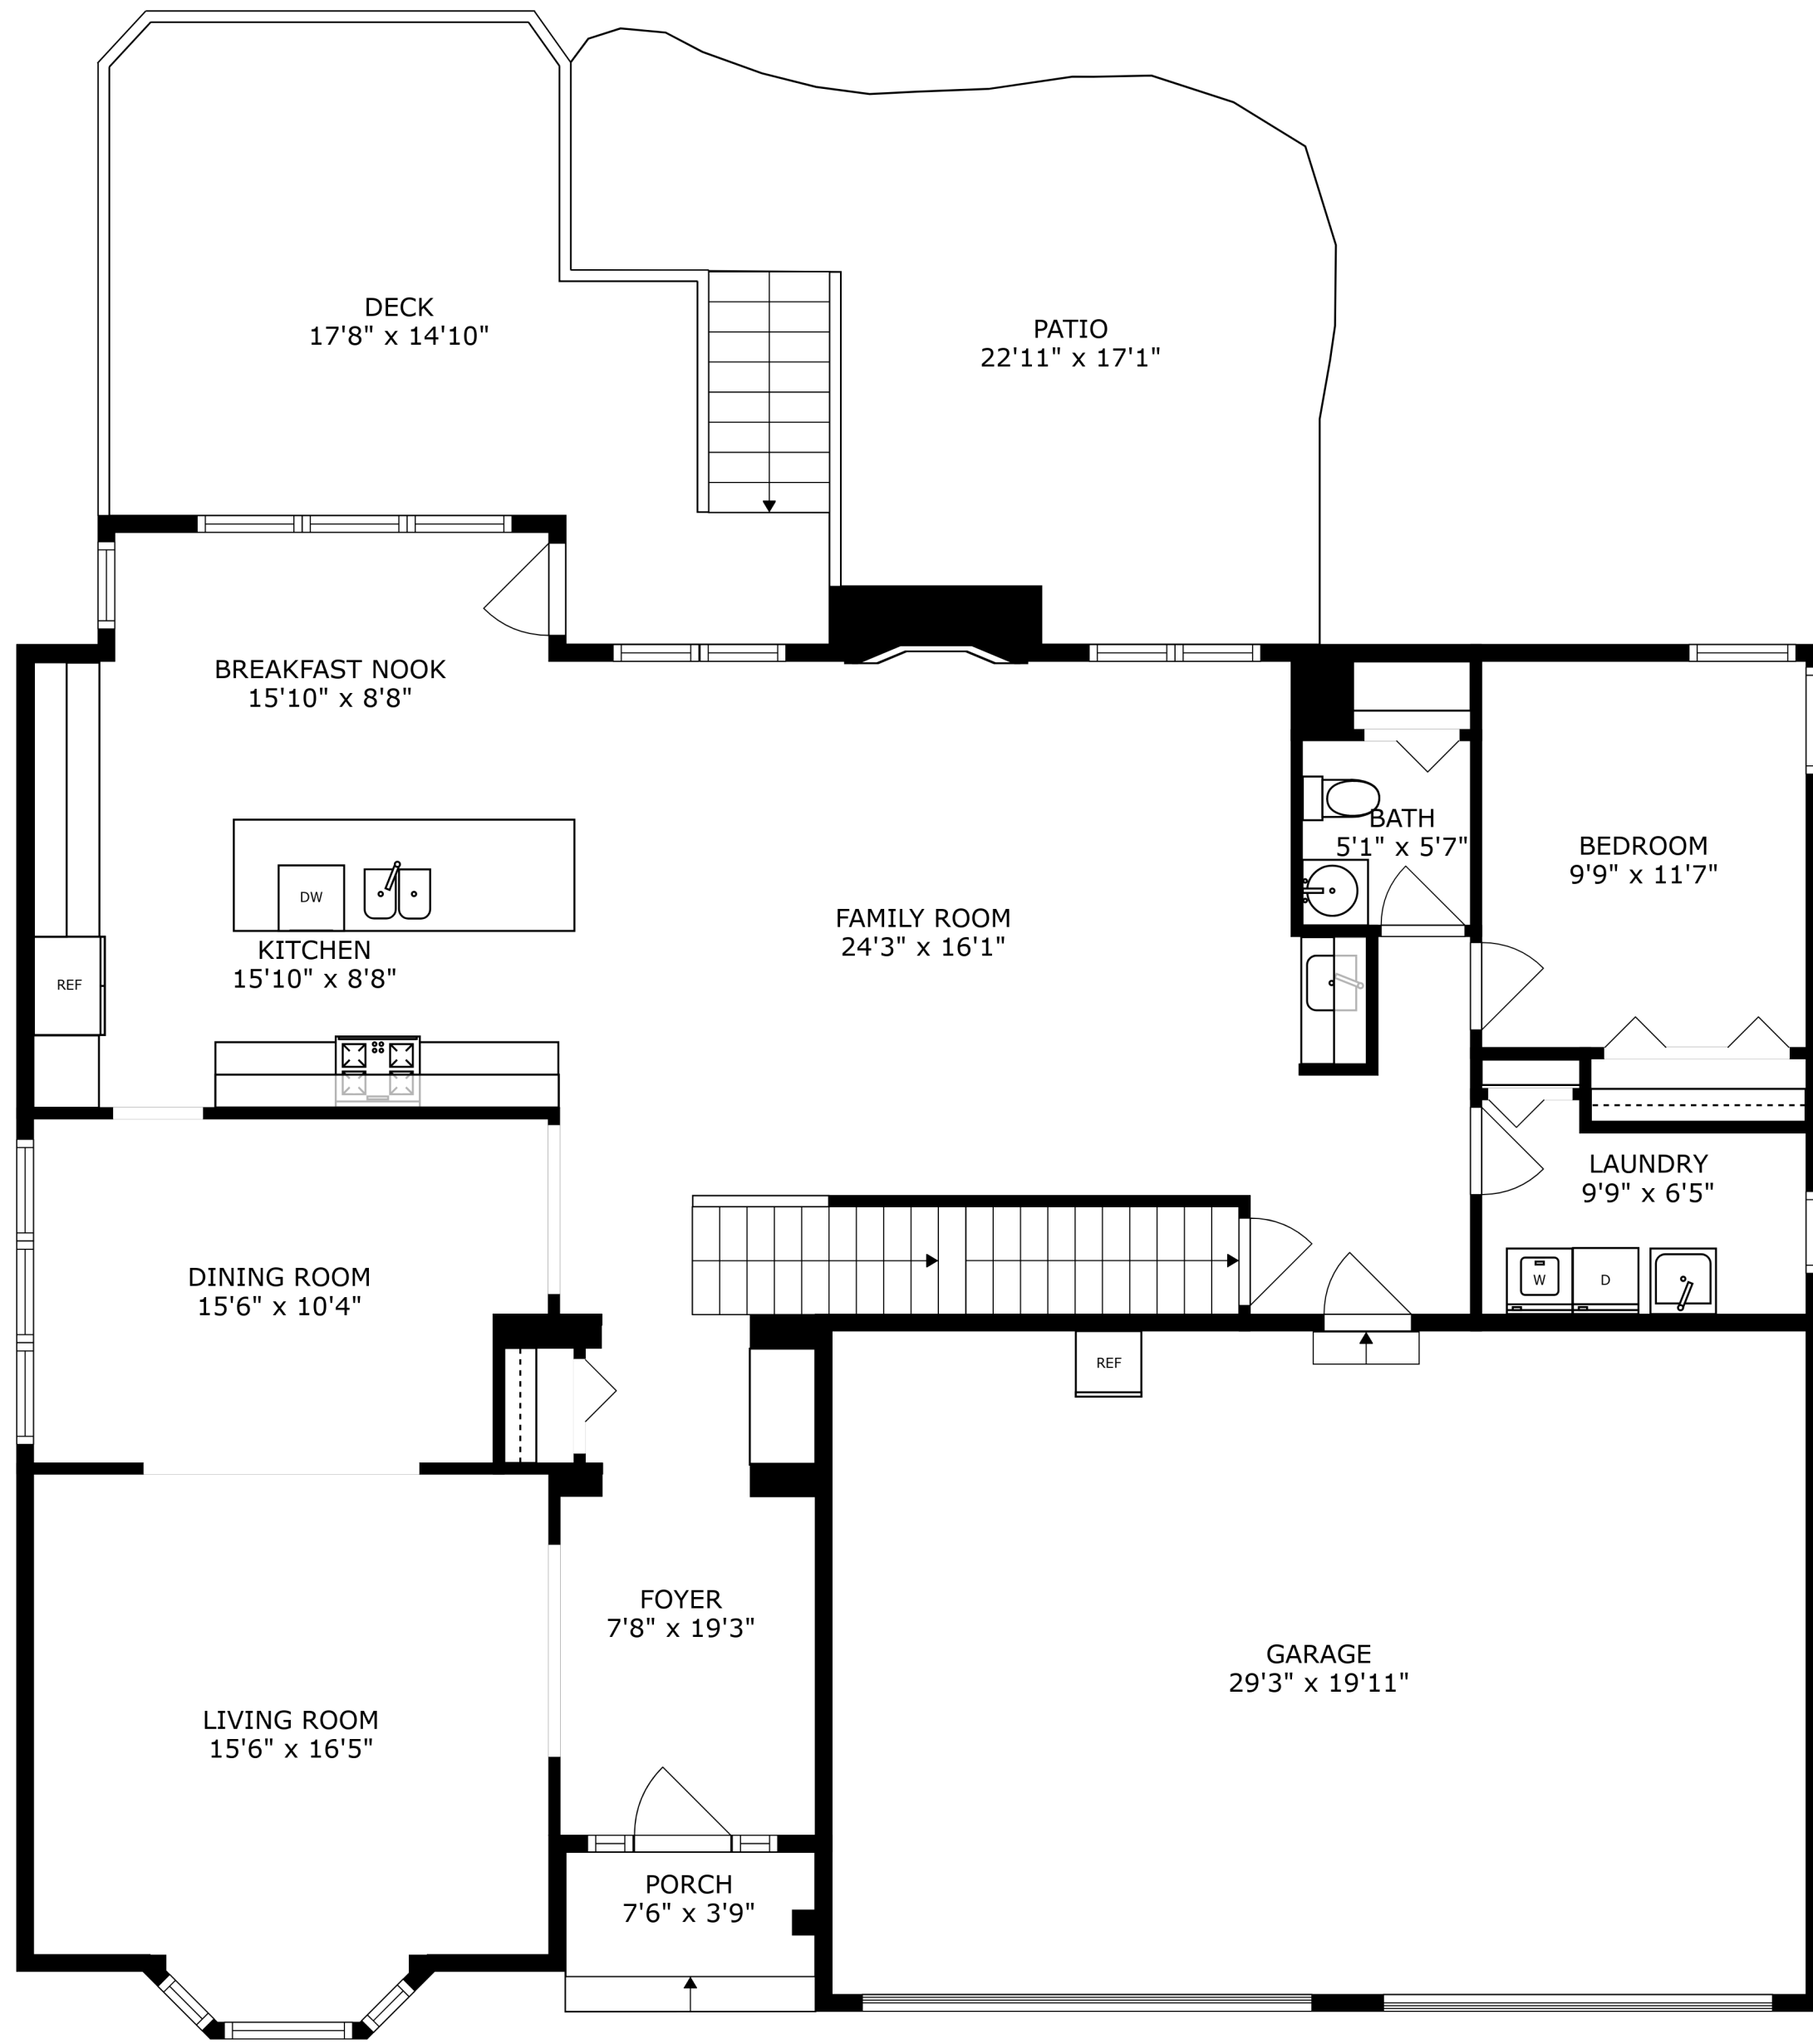 DECK
17'8" x 14'10"
PATIO
22'11" x 17'1"
BREAKFAST NOOK
15'10" x 8'8"
BATH
5'1" x 5'7"
BEDROOM
9'9" x 11'7"
DW
FAMILY ROOM
24'3" x 16'1"
KITCHEN
15'10" x 8'8"
REF
LAUNDRY
9'9" x 6'5"
DINING ROOM
15'6" x 10'4"
W
D
REF
FOYER
7'8" x 19'3"
GARAGE
29'3" x 19'11"
LIVING ROOM
15'6" x 16'5"
PORCH
7'6" x 3'9"